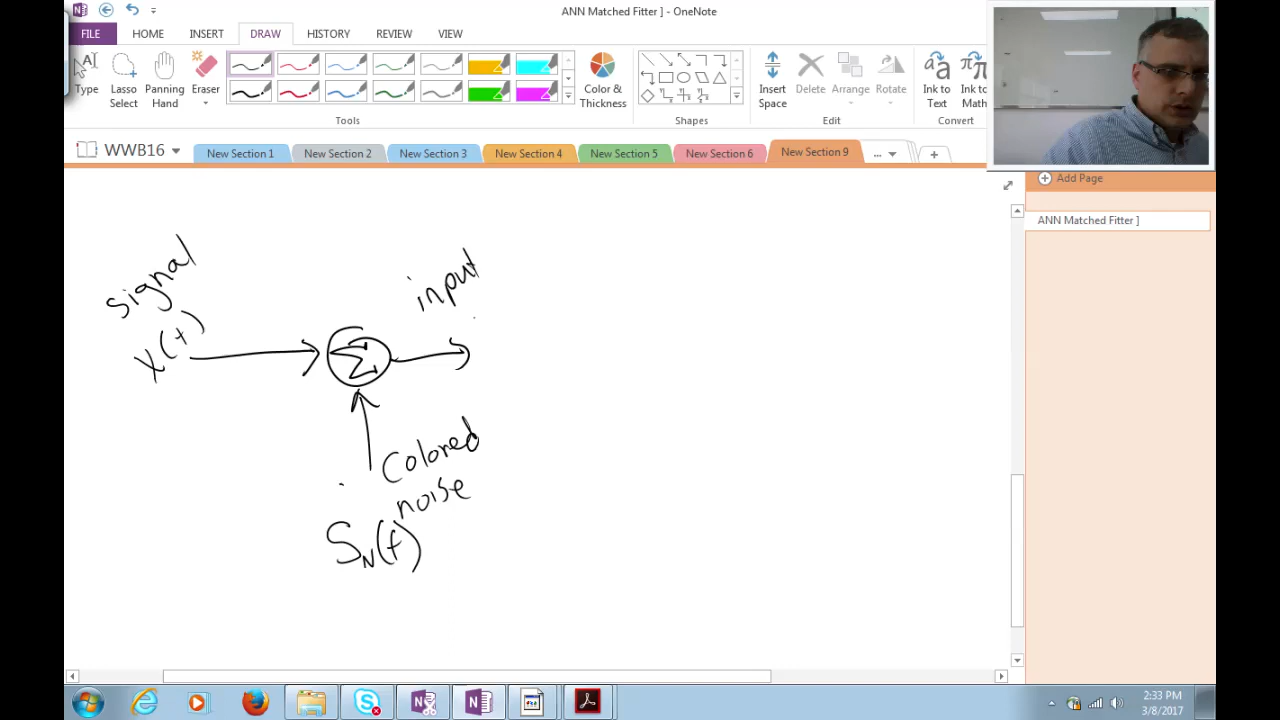 ANN Matched Fitter ] - OneNote
FILE HOME INSERT DRAW HISTORY REVIEW VIEW
Type
Lasso Select
Panning Hand
Eraser
Color & Thickness
Insert Space
Delete
Arrange
Rotate
Ink to Text
Ink to Math
Tools
Shapes
Edit
Convert
WWB16
New Section 1
New Section 2
New Section 3
New Section 4
New Section 5
New Section 6
New Section 9
...
Add Page
ANN Matched Fitter ]
signal
input
X(t)
Σ
Colored
noise
S_N(f)
2:33 PM
3/8/2017